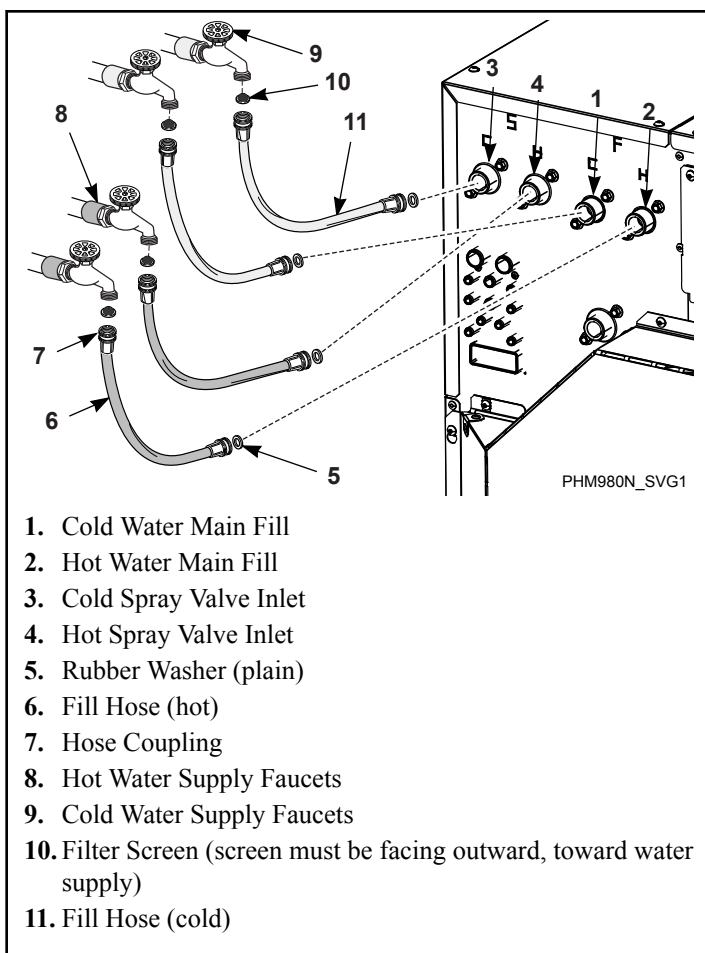 9
10
11
8
3
4
1
2
S
F
C
H
C
H
7
6
5
PHM980N_SVG1
1. Cold Water Main Fill
2. Hot Water Main Fill
3. Cold Spray Valve Inlet
4. Hot Spray Valve Inlet
5. Rubber Washer (plain)
6. Fill Hose (hot)
7. Hose Coupling
8. Hot Water Supply Faucets
9. Cold Water Supply Faucets
10. Filter Screen (screen must be facing outward, toward water
supply)
11. Fill Hose (cold)